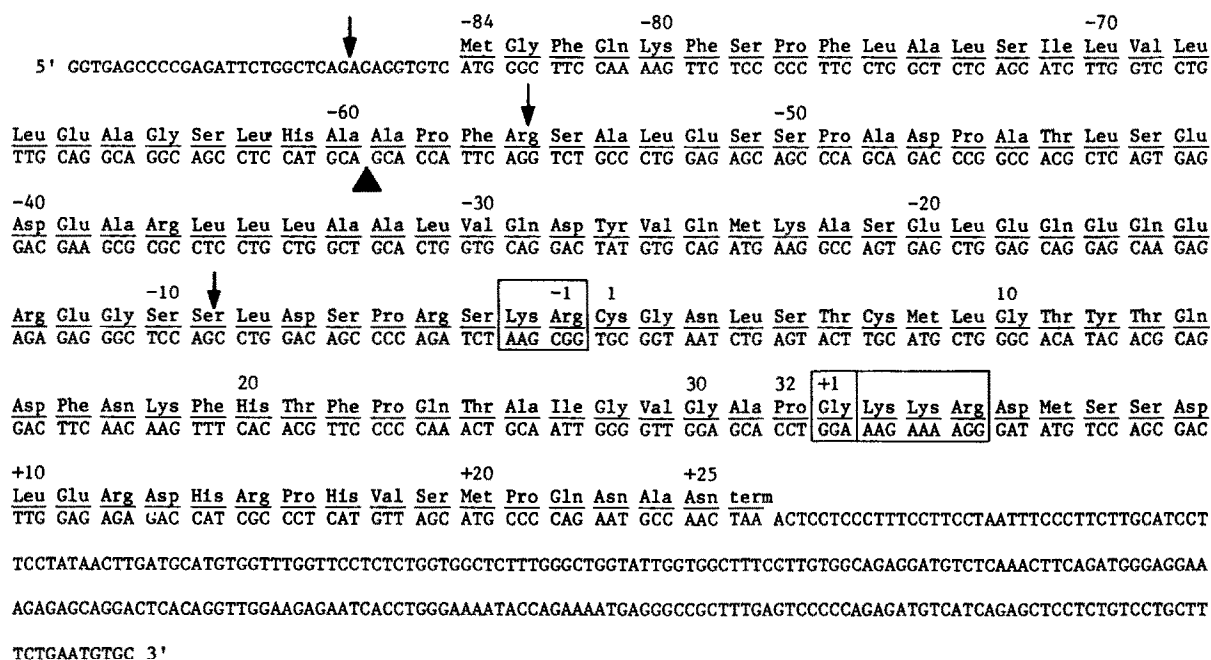 -84 -80 -70
Met Gly Phe Gln Lys Phe Ser Pro Phe Leu Ala Leu Ser Ile Leu Val Leu
5' GGTGAGCCCCGAGATTCTGGCTCAGAGAGGTGTC ATG GGC TTC CAA AAG TTC TCC CCC TTC CTG GCT CTC AGC ATC TTG GTC CTG
-60 -50
Leu Glu Ala Gly Ser Leu His Ala Ala Pro Phe Arg Ser Ala Leu Glu Ser Ser Pro Ala Asp Pro Ala Thr Leu Ser Glu
TTG CAG GCA GGC AGC CTC CAT GCA GCA CCA TTC AGG TCT GCC CTG GAG AGC AGC CCA GCA GAC CCG GCC ACG CTC AGT GAG
-40 -30 -20
Asp Glu Ala Arg Leu Leu Leu Ala Ala Leu Val Gln Asp Tyr Val Gln Met Lys Ala Ser Glu Leu Glu Gln Glu Gln Glu
GAC GAA GCG CGC CTC CTG CTG GCT GCA CTG GTG CAG GAC TAT GTG CAG ATG AAG GCC AGT GAG CTG GAG CAG GAG CAA GAG
-10 -1 1 10
Arg Glu Gly Ser Ser Leu Asp Ser Pro Arg Ser Lys Arg Cys Gly Asn Leu Ser Thr Cys Met Leu Gly Thr Tyr Thr Gln
AGA GAG GGC TCC AGC CTG GAC AGC CCC AGA TCT AAG CGG TGC GGT AAT CTG AGT ACT TGC ATG CTG GGC ACA TAC ACG CAG
20 30 32 +1
Asp Phe Asn Lys Phe His Thr Phe Pro Gln Thr Ala Ile Gly Val Gly Ala Pro Gly Lys Lys Arg Asp Met Ser Ser Asp
GAC TTC AAC AAG TTT CAC ACG TTC CCC CAA ACT GCA ATT GGG GTT GGA GCA CCT GGA AAG AAA AGG GAT ATG TCC AGC GAC
+10 +20 +25
Leu Glu Arg Asp His Arg Pro His Val Ser Met Pro Gln Asn Ala Asn term
TTG GAG AGA GAC CAT CGC CCT CAT GTT AGC ATG CCC CAG AAT GCC AAC TAA ACTCCTCCCTTTCCTTCCTAATTTCCCTTCTTGCATCCT
TCCTATAACTTGATGCATGTGGTTTGGTTCCTCTCTGGTGGCTCTTTGGGCTGGTATTGGTGGCTTTCCTTGTGGCAGAGGATGTCTCAAACTTCAGATGGGAGGAA
AGAGAGCAGGACTCACAGGTTGGAAGAGAATCACCTGGGAAAATACCAGAAAATGAGGGCCGCTTTGAGTCCCCCAGAGATGTCATCAGAGCTCCTCTGTCCTGCTT
TCTGAATGTGC 3'